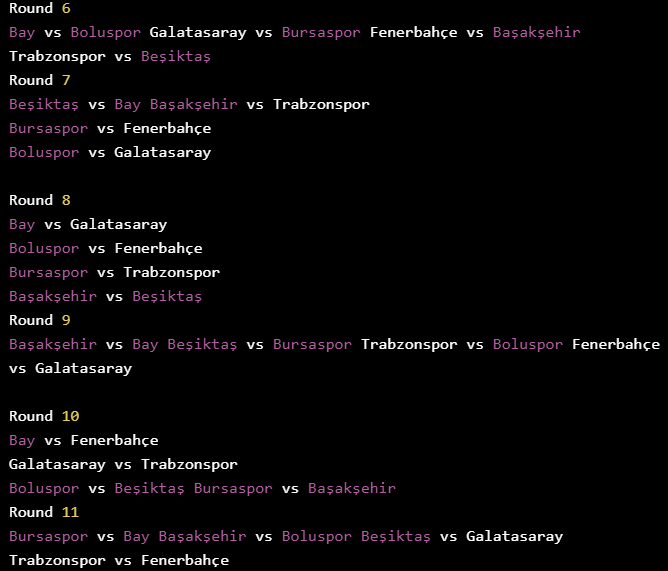 Round 6
Bay vs Boluspor Galatasaray vs Bursaspor Fenerbahçe vs Başakşehir
Trabzonspor vs Beşiktaş
Round 7
Beşiktaş vs Bay Başakşehir vs Trabzonspor
Bursaspor vs Fenerbahçe
Boluspor vs Galatasaray
Round 8
Bay vs Galatasaray
Boluspor vs Fenerbahçe
Bursaspor vs Trabzonspor
Başakşehir vs Beşiktaş
Round 9
Başakşehir vs Bay Beşiktaş vs Bursaspor Trabzonspor vs Boluspor Fenerbahçe
vs Galatasaray
Round 10
Bay vs Fenerbahçe
Galatasaray vs Trabzonspor
Boluspor vs Beşiktaş Bursaspor vs Başakşehir
Round 11
Bursaspor vs Bay Başakşehir vs Boluspor Beşiktaş vs Galatasaray
Trabzonspor vs Fenerbahçe